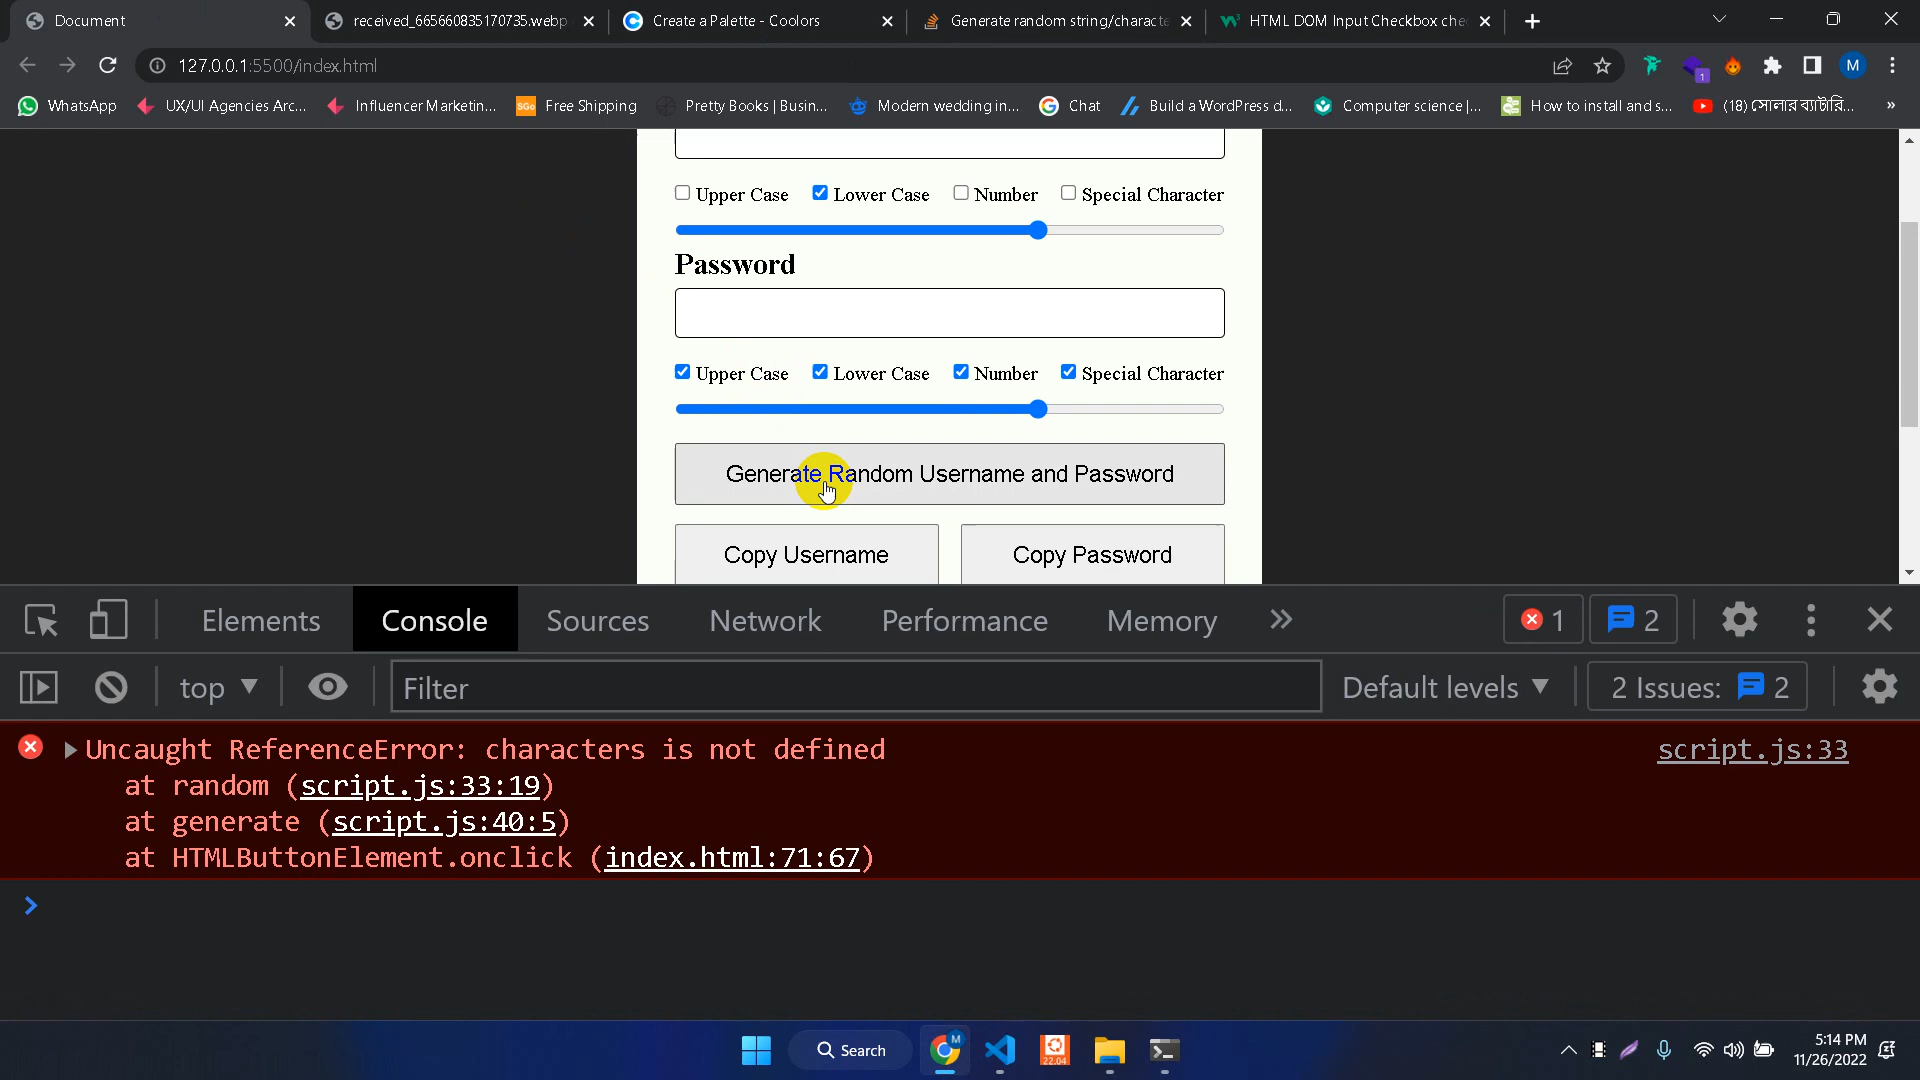 Document
received_665660835170735.webp
Create a Palette - Coolors
Generate random string/characte
HTML DOM Input Checkbox che
127.0.0.1:5500/index.html
1
M
WhatsApp
UX/UI Agencies Arc...
Influencer Marketin...
SGo
Free Shipping
Pretty Books | Busin...
Modern wedding in...
Chat
Build a WordPress d...
Computer science |...
How to install and s...
(18) সোলার ব্যাটারি...
»
Upper Case
Lower Case
Number
Special Character
Password
Upper Case
Lower Case
Number
Special Character
Generate Random Username and Password
Copy Username
Copy Password
Elements
Console
Sources
Network
Performance
Memory
»
1
2
top
Filter
Default levels
2 Issues:
2
Uncaught ReferenceError: characters is not defined
script.js:33
at random (script.js:33:19)
at generate (script.js:40:5)
at HTMLButtonElement.onclick (index.html:71:67)
Search
M
22.04
5:14 PM
11/26/2022